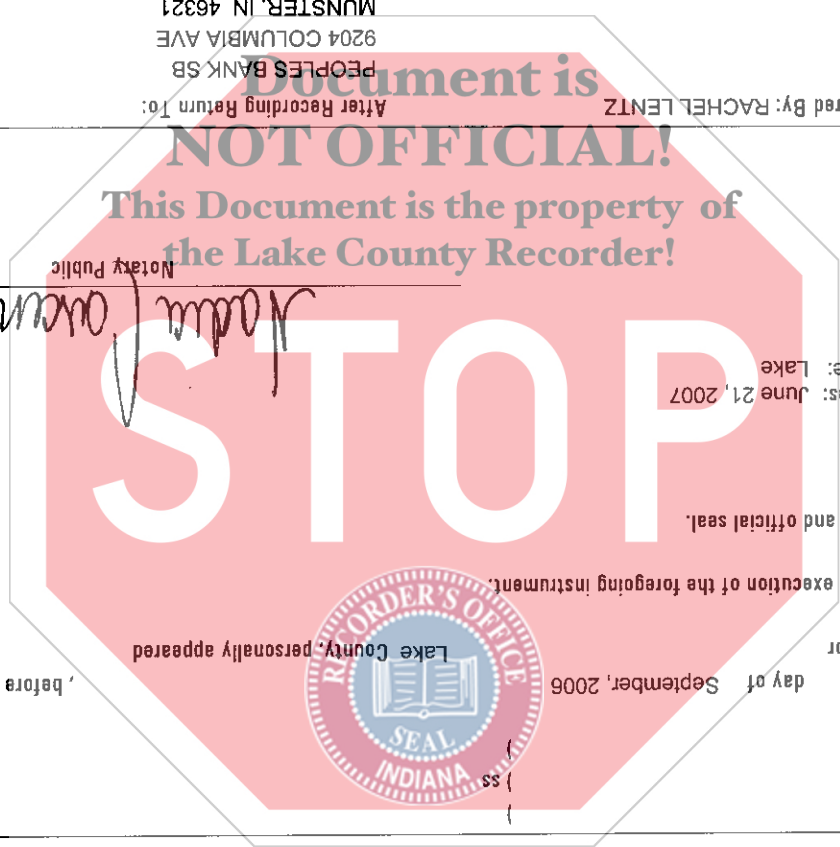 Document is
NOT OFFICIAL!
This Document is the property of
the Lake County Recorder!
STOP
RECORDER'S OFFICE
SEAL
INDIANA
)
) ss
)
day of September, 2006 , before
Lake County, personally appeared
execution of the foregoing instrument.
and official seal.
s: June 21, 2007
e: Lake
Notary Public
red By: RACHEL LENTZ
After Recording Return To:
PEOPLES BANK SB
9204 COLUMBIA AVE
MUNSTER, IN 46321